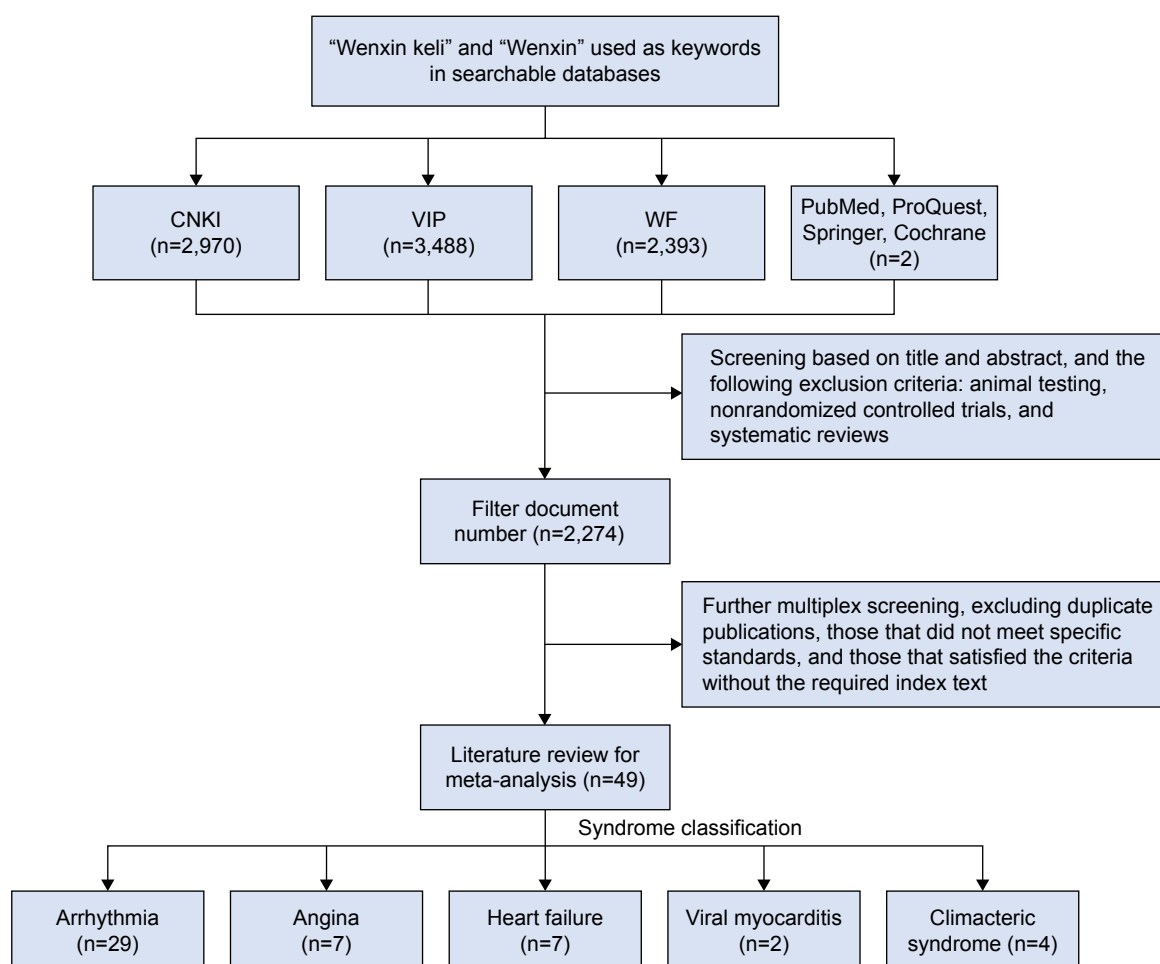 “Wenxin keli” and “Wenxin” used as keywords
in searchable databases
CNKI
(n=2,970)
VIP
(n=3,488)
WF
(n=2,393)
PubMed, ProQuest,
Springer, Cochrane
(n=2)
Screening based on title and abstract, and the
following exclusion criteria: animal testing,
nonrandomized controlled trials, and
systematic reviews
Filter document
number (n=2,274)
Further multiplex screening, excluding duplicate
publications, those that did not meet specific
standards, and those that satisfied the criteria
without the required index text
Literature review for
meta-analysis (n=49)
Syndrome classification
Arrhythmia
(n=29)
Angina
(n=7)
Heart failure
(n=7)
Viral myocarditis
(n=2)
Climacteric
syndrome (n=4)